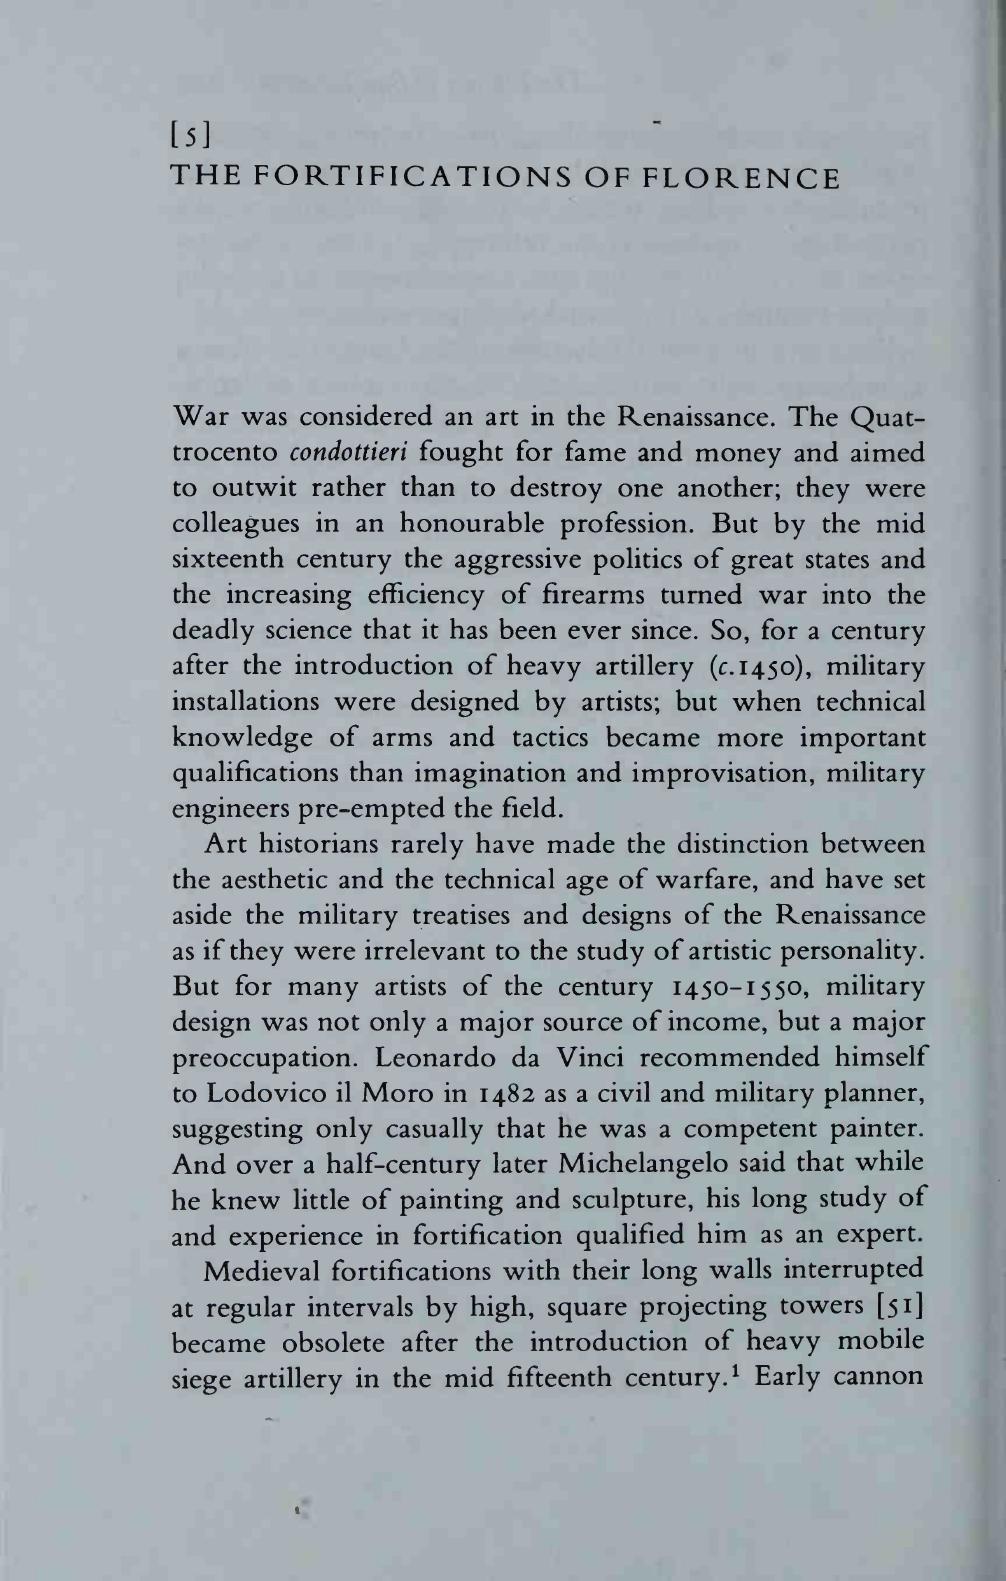 [5]
THE FORTIFICATIONS OF FLORENCE
War was considered an art in the Renaissance. The Quat-
trocento condottieri fought for fame and money and aimed
to outwit rather than to destroy one another; they were
colleagues in an honourable profession. But by the mid
sixteenth century the aggressive politics of great states and
the increasing efficiency of firearms turned war into the
deadly science that it has been ever since. So, for a century
after the introduction of heavy artillery (c.1450), military
installations were designed by artists; but when technical
knowledge of arms and tactics became more important
qualifications than imagination and improvisation, military
engineers pre-empted the field.
Art historians rarely have made the distinction between
the aesthetic and the technical age of warfare, and have set
aside the military treatises and designs of the Renaissance
as if they were irrelevant to the study of artistic personality.
But for many artists of the century 1450-1550, military
design was not only a major source of income, but a major
preoccupation. Leonardo da Vinci recommended himself
to Lodovico il Moro in 1482 as a civil and military planner,
suggesting only casually that he was a competent painter.
And over a half-century later Michelangelo said that while
he knew little of painting and sculpture, his long study of
and experience in fortification qualified him as an expert.
Medieval fortifications with their long walls interrupted
at regular intervals by high, square projecting towers [51]
became obsolete after the introduction of heavy mobile
siege artillery in the mid fifteenth century.¹ Early cannon